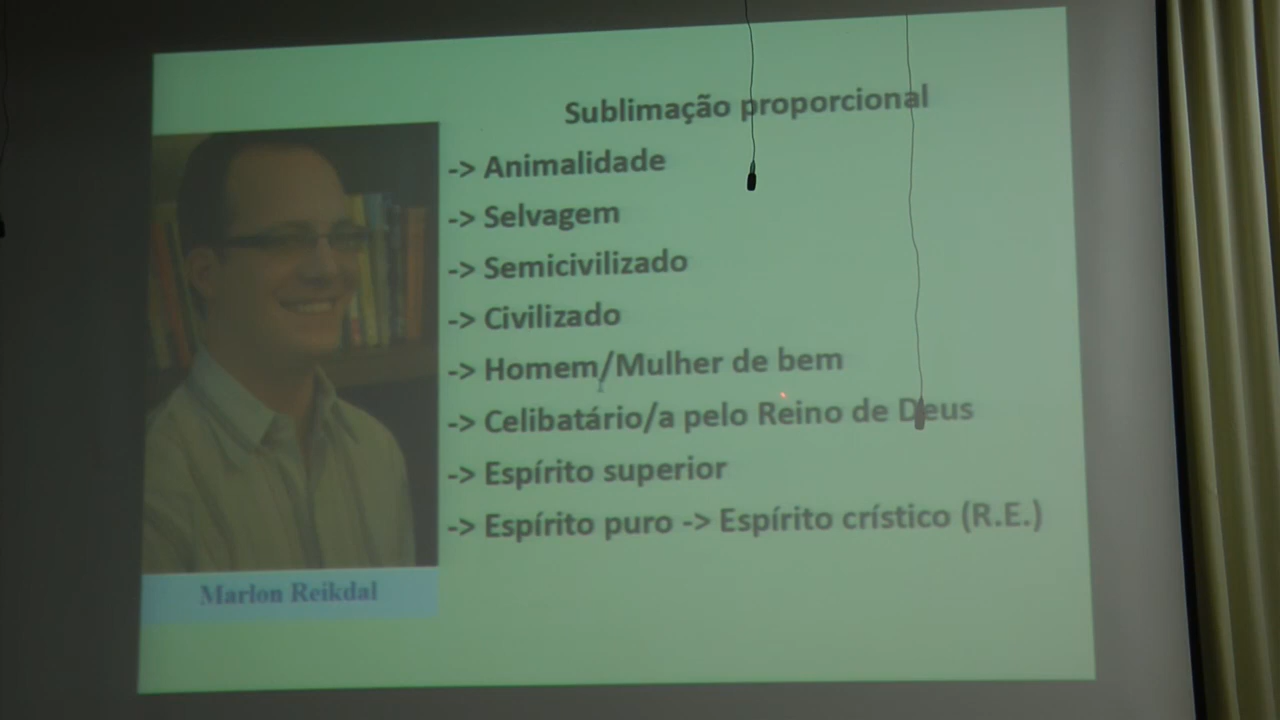 Sublimação proporcional
-> Animalidade
-> Selvagem
-> Semicivilizado
-> Civilizado
-> Homem/Mulher de bem
-> Celibatário/a pelo Reino de Deus
-> Espírito superior
-> Espírito puro -> Espírito crístico (R.E.)
Marlon Reikdal